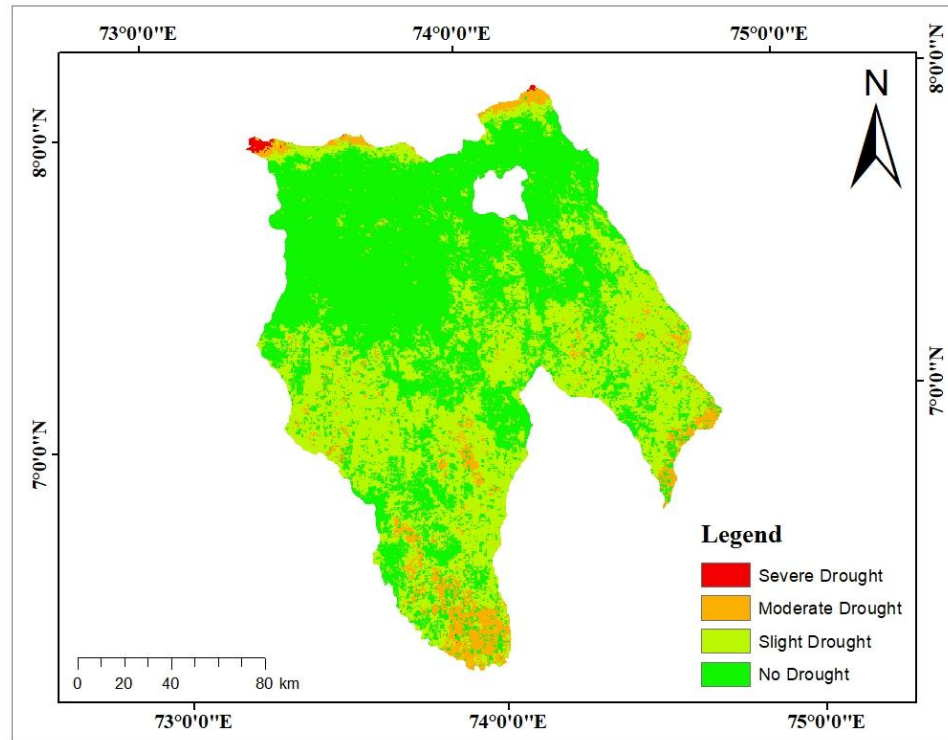 73°0'0"E 74°0'0"E 75°0'0"E
8°0'0"N
8°0'0"N
N
7°0'0"N
7°0'0"N
Legend
Severe Drought
Moderate Drought
Slight Drought
No Drought
0 20 40 80 km
73°0'0"E 74°0'0"E 75°0'0"E